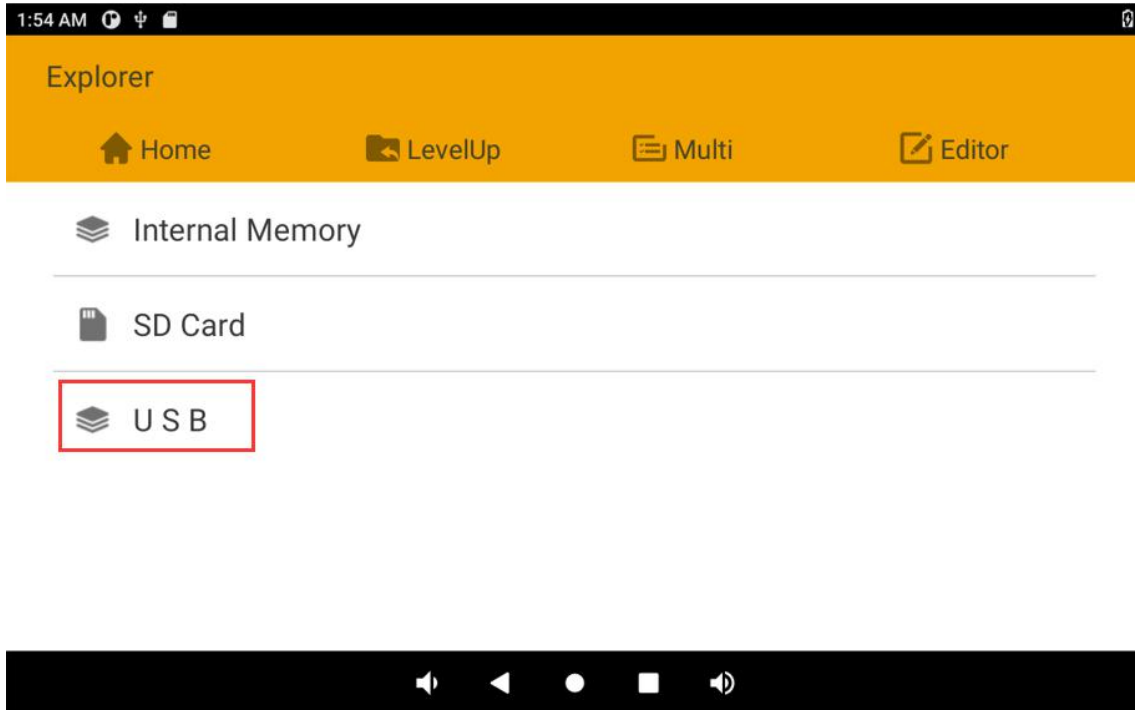 1:54 AM
Explorer
Home LevelUp Multi Editor
Internal Memory
SD Card
U S B